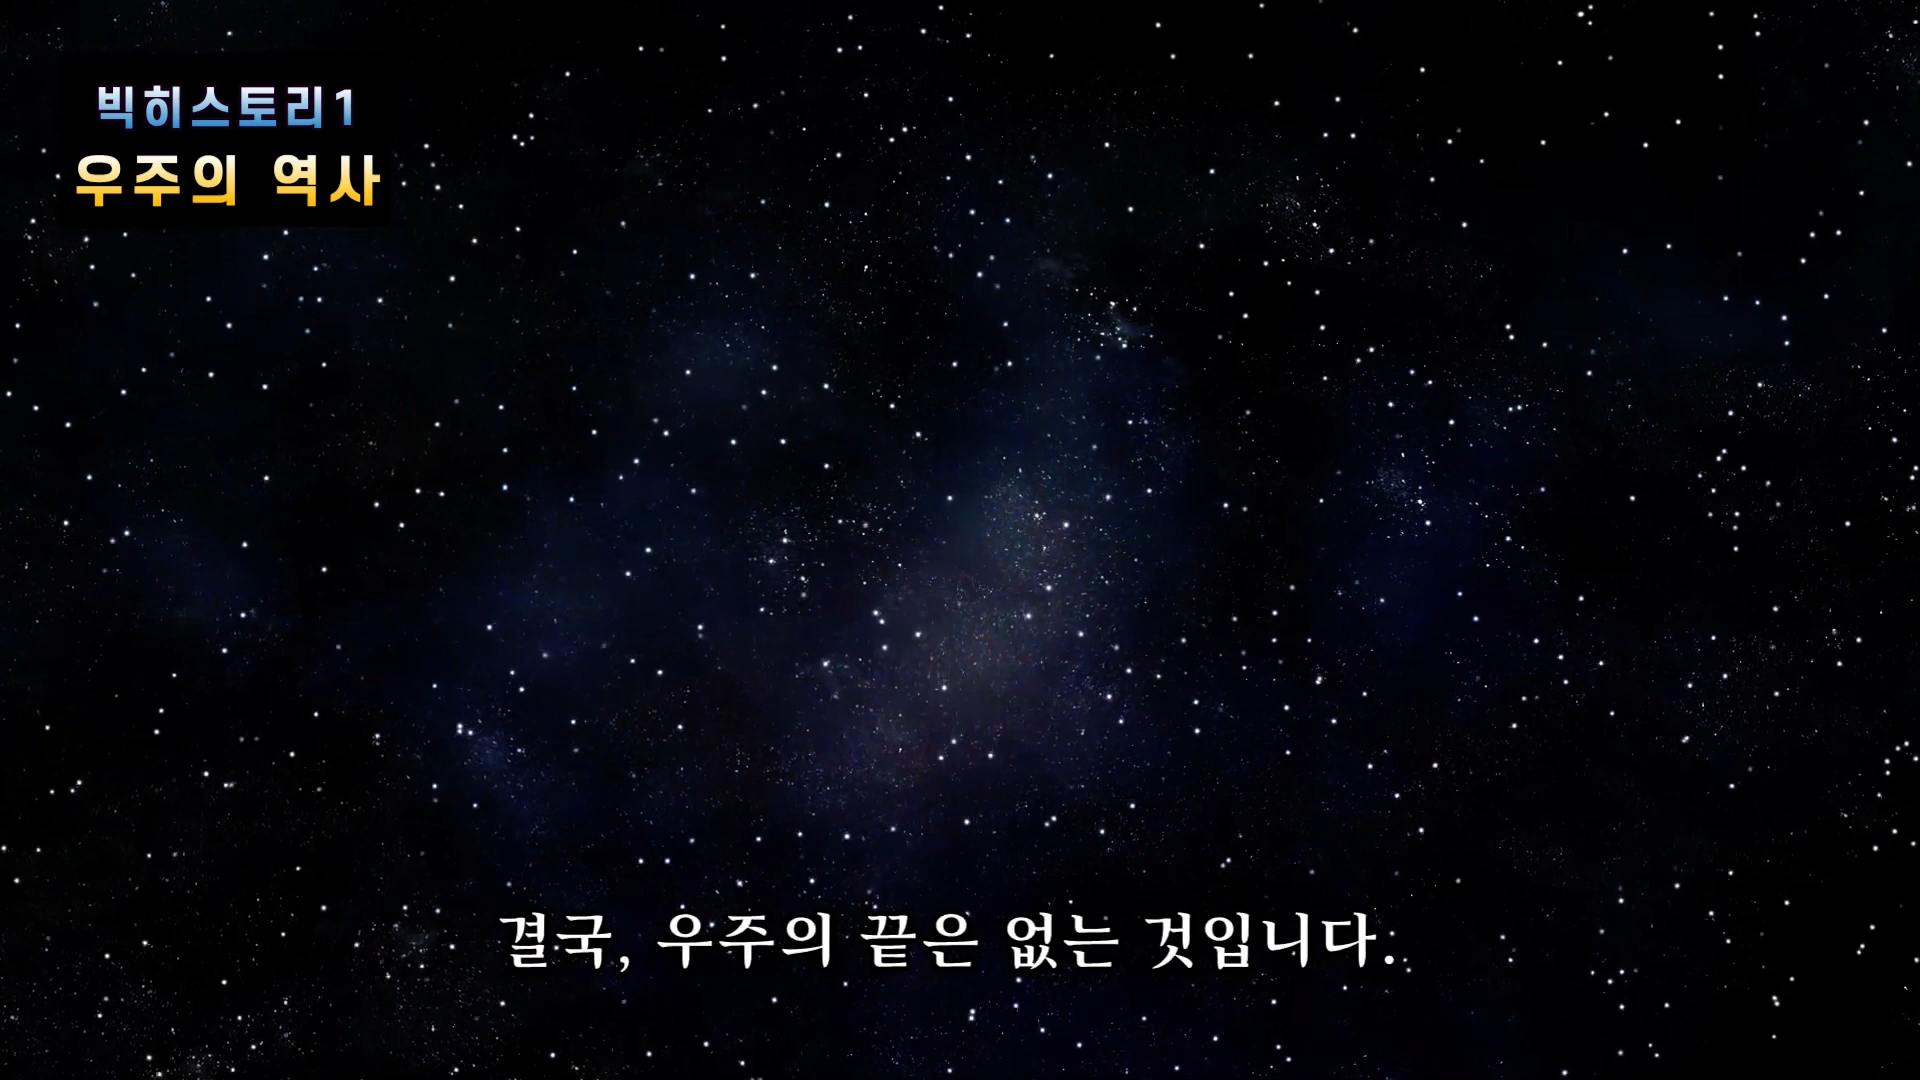 빅히스토리1
우주의 역사
결국, 우주의 끝은 없는 것입니다.